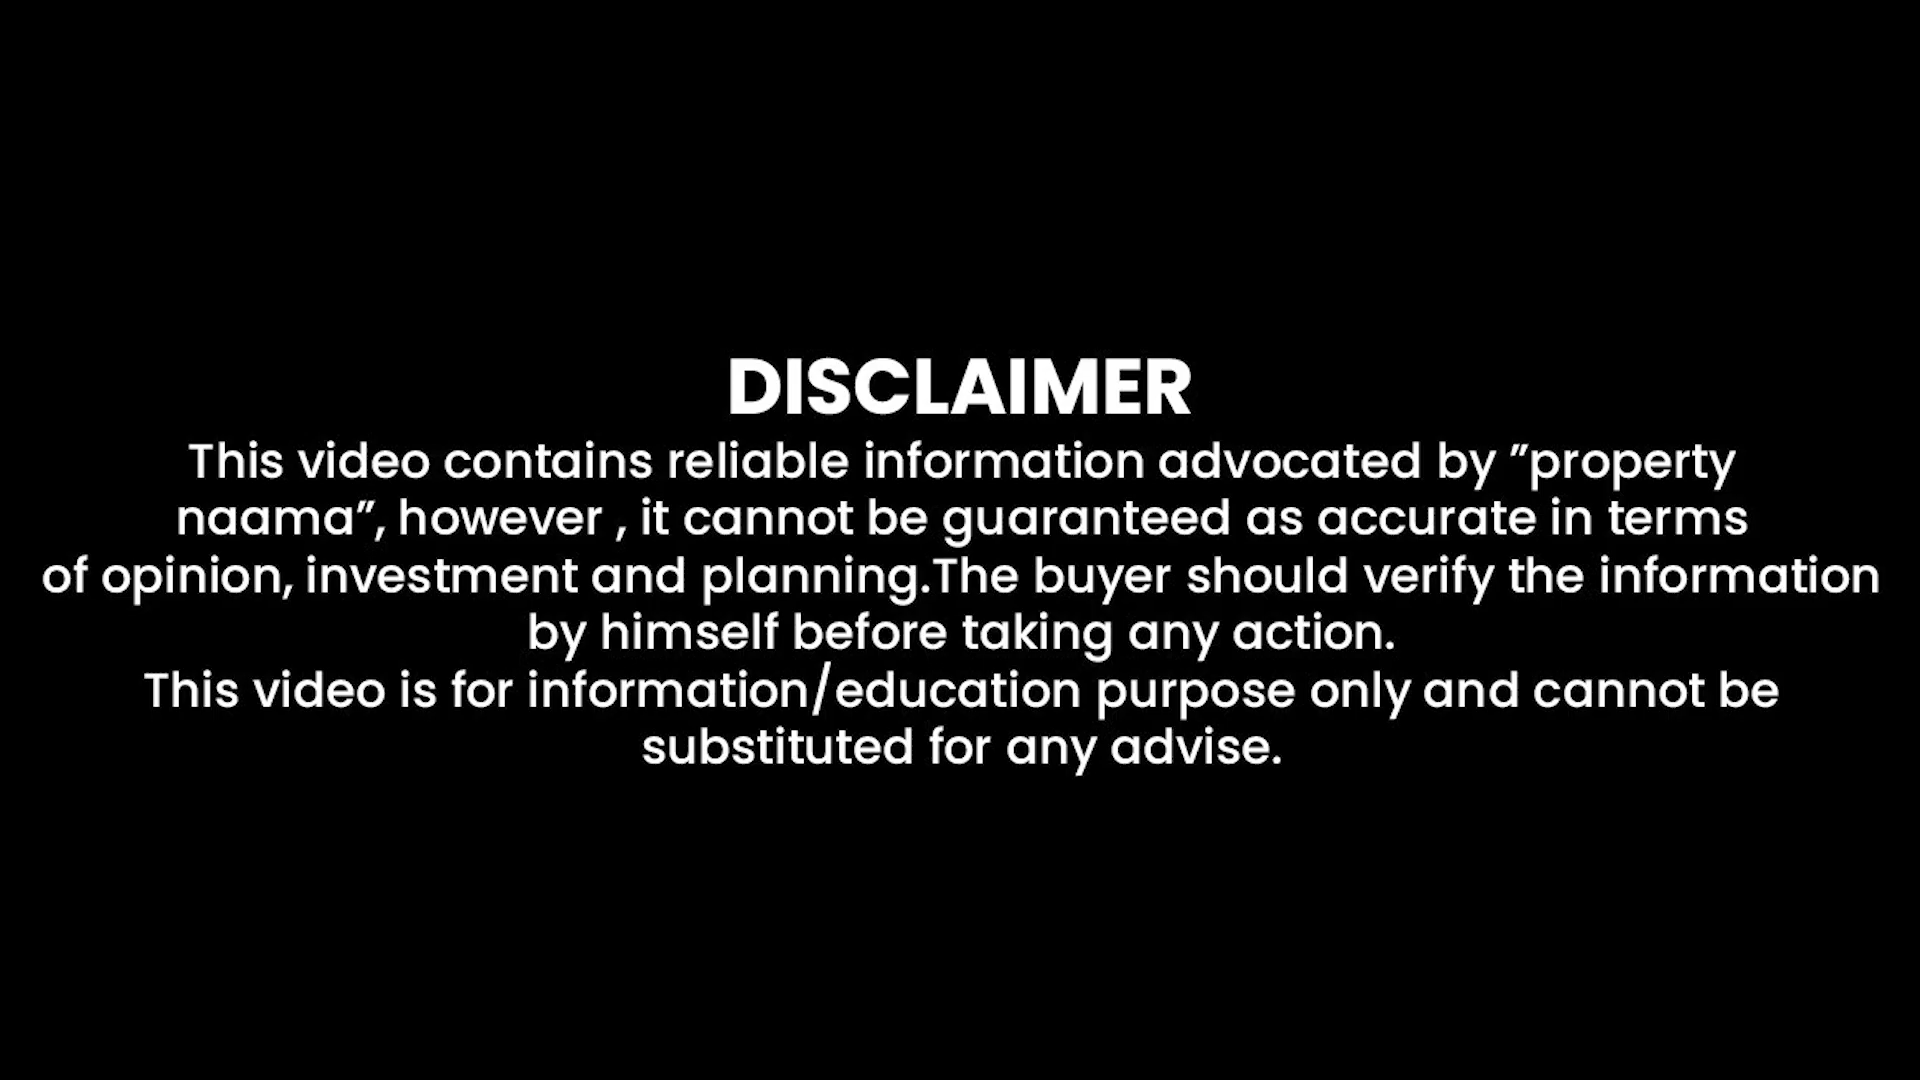 DISCLAIMER
This video contains reliable information advocated by ”property
naama”, however , it cannot be guaranteed as accurate in terms
of opinion, investment and planning.The buyer should verify the information
by himself before taking any action.
This video is for information/education purpose only and cannot be
substituted for any advise.